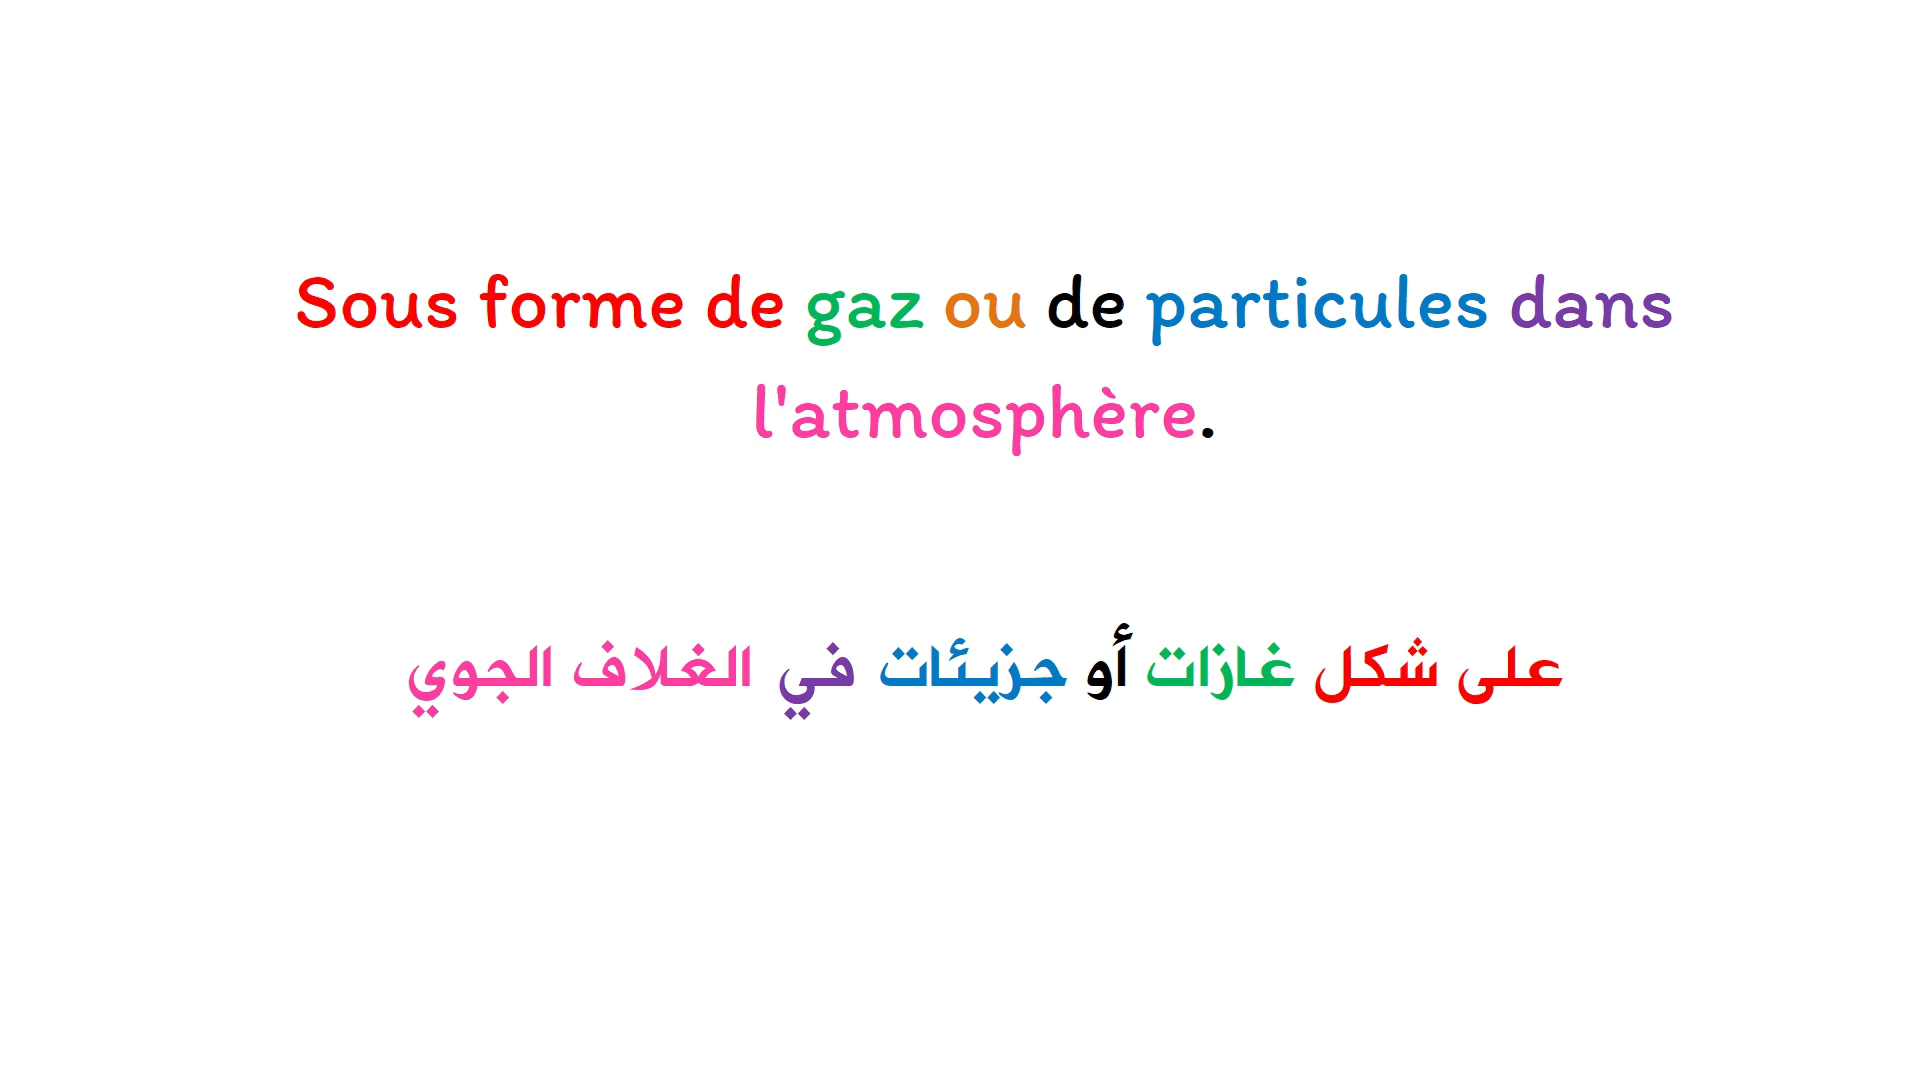 Sous forme de gaz ou de particules dans
l'atmosphère.
على شكل غازات أو جزيئات في الغلاف الجوي